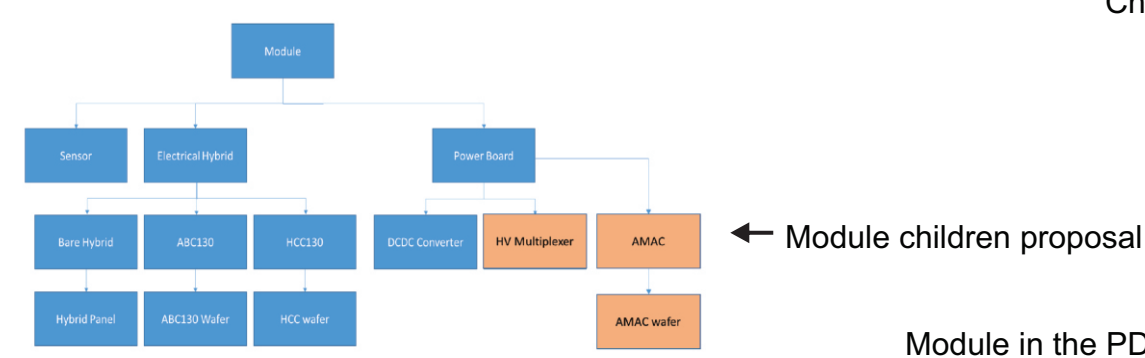 Ch
Module
Sensor
Electrical Hybrid
Power Board
Bare Hybrid
ABC130
HCC130
DCDC Converter
HV Multiplexer
AMAC
Module children proposal
Hybrid Panel
ABC130 Wafer
HCC wafer
AMAC wafer
Module in the PD